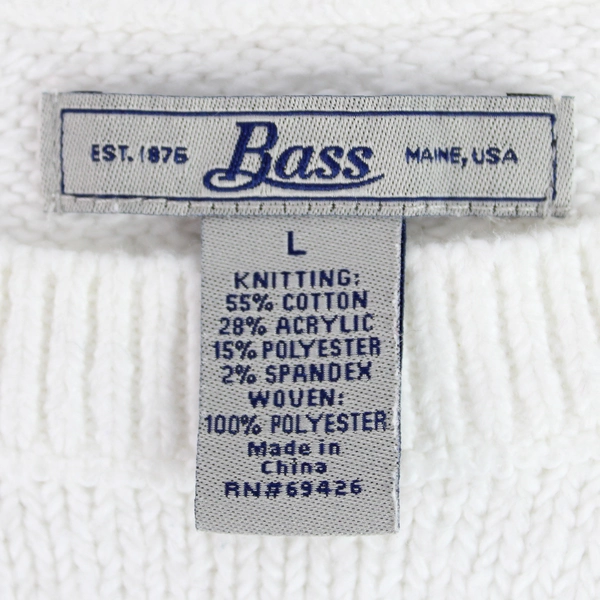 EST. 1876 Bass MAINE, USA
L
KNITTING:
55% COTTON
28% ACRYLIC
15% POLYESTER
2% SPANDEX
WOVEN:
100% POLYESTER
Made in
China
RN#69426